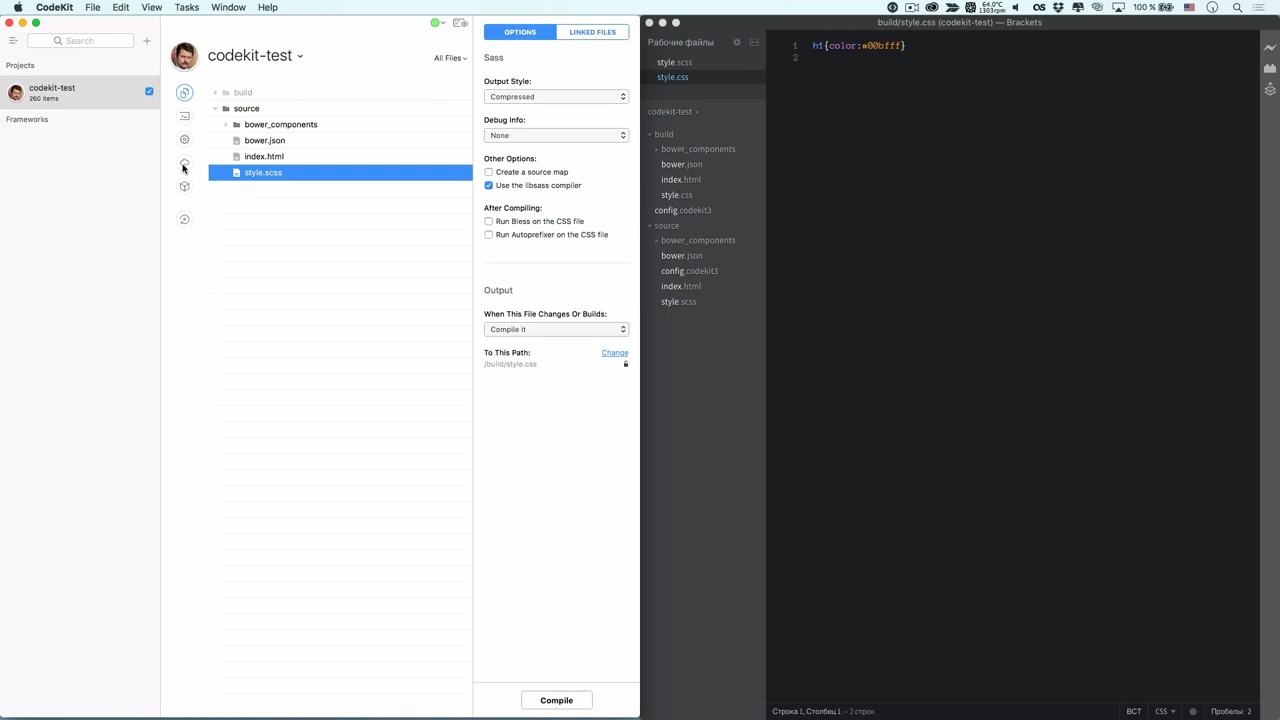 CodeKit File Edit View Tasks Window Help
64.0°C
1303rpm
100 %
Search
Projects
codekit-test
260 items
Frameworks
codekit-test
All Files
build
source
bower_components
bower.json
index.html
style.scss
OPTIONS LINKED FILES
Sass
Output Style:
Compressed
Debug Info:
None
Other Options:
Create a source map
Use the libsass compiler
After Compiling:
Run Bless on the CSS file
Run Autoprefixer on the CSS file
Output
When This File Changes Or Builds:
Compile it
To This Path: Change
/build/style.css
Compile
build/style.css (codekit-test) — Brackets
Рабочие файлы
style.scss
style.css
codekit-test
build
bower_components
bower.json
index.html
style.css
config.codekit3
source
bower_components
bower.json
config.codekit3
index.html
style.scss
1 h1{color:#00bfff}
2
Строка 1, Столбец 1 — 2 строк
ВСТ CSS Пробелы: 2